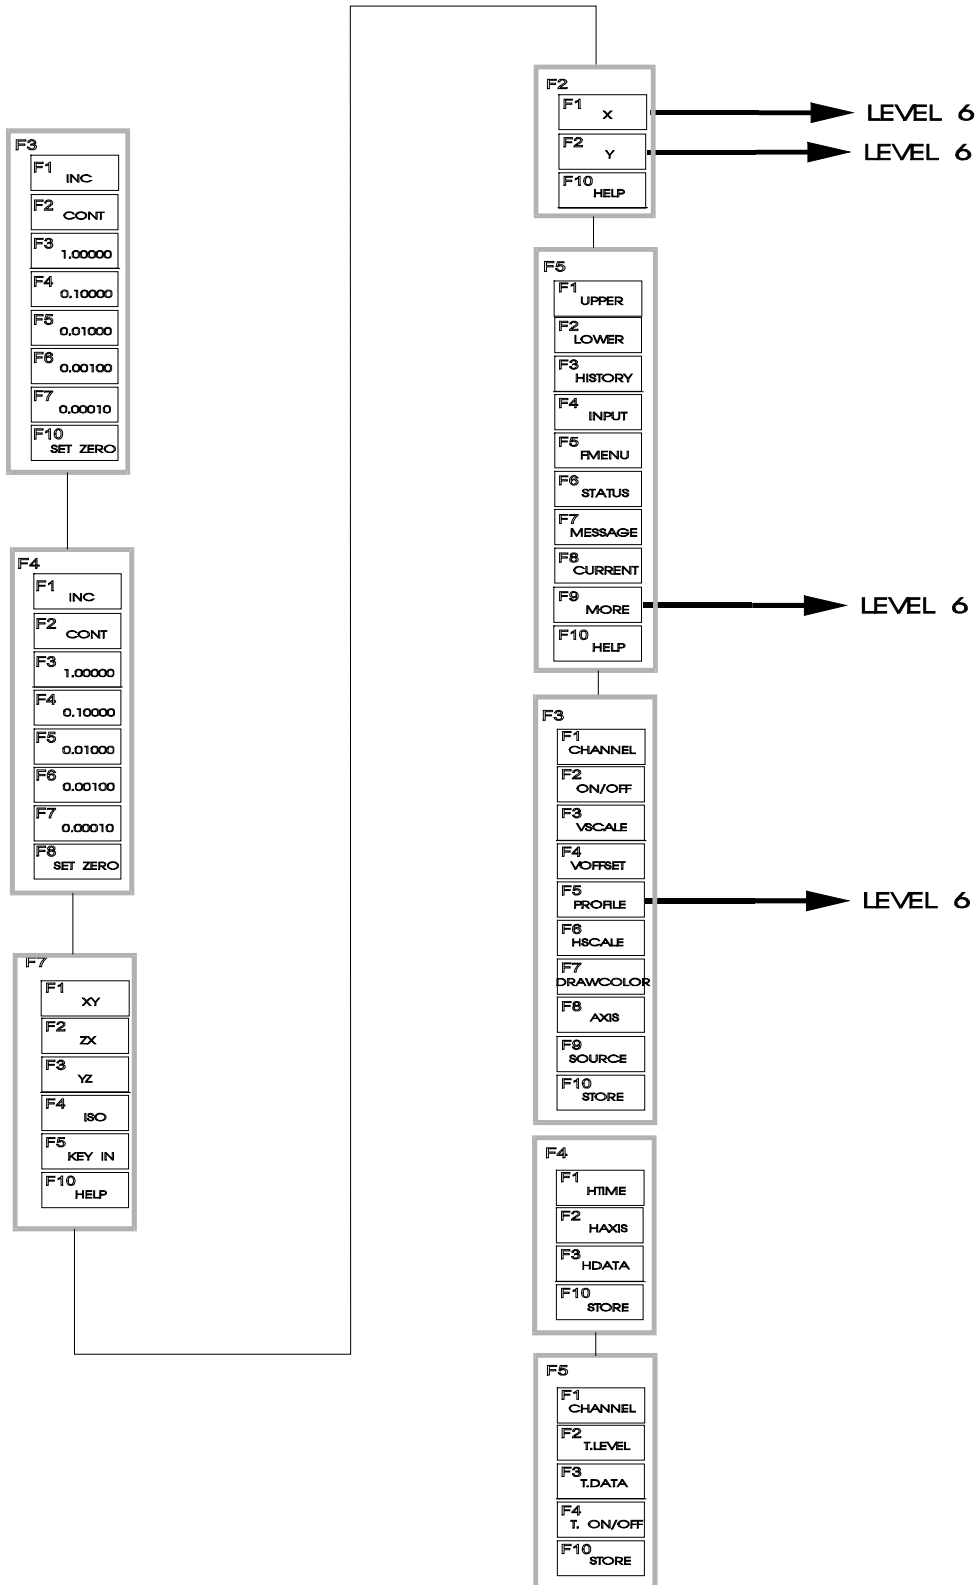 F3
F1 INC
F2 CONT
F3 1.00000
F4 0.10000
F5 0.01000
F6 0.00100
F7 0.00010
F10 SET ZERO
F4
F1 INC
F2 CONT
F3 1.00000
F4 0.10000
F5 0.01000
F6 0.00100
F7 0.00010
F8 SET ZERO
F7
F1 XY
F2 ZX
F3 YZ
F4 ISO
F5 KEY IN
F10 HELP
F2
F1 X LEVEL 6
F2 Y LEVEL 6
F10 HELP
F5
F1 UPPER
F2 LOWER
F3 HISTORY
F4 INPUT
F5 FMENU
F6 STATUS
F7 MESSAGE
F8 CURRENT
F9 MORE LEVEL 6
F10 HELP
F3
F1 CHANNEL
F2 ON/OFF
F3 VSCALE
F4 VOFFSET
F5 PROFILE LEVEL 6
F6 HSCALE
F7 DRAWCOLOR
F8 AXIS
F9 SOURCE
F10 STORE
F4
F1 HTIME
F2 HAXIS
F3 HDATA
F10 STORE
F5
F1 CHANNEL
F2 T.LEVEL
F3 T.DATA
F4 T. ON/OFF
F10 STORE